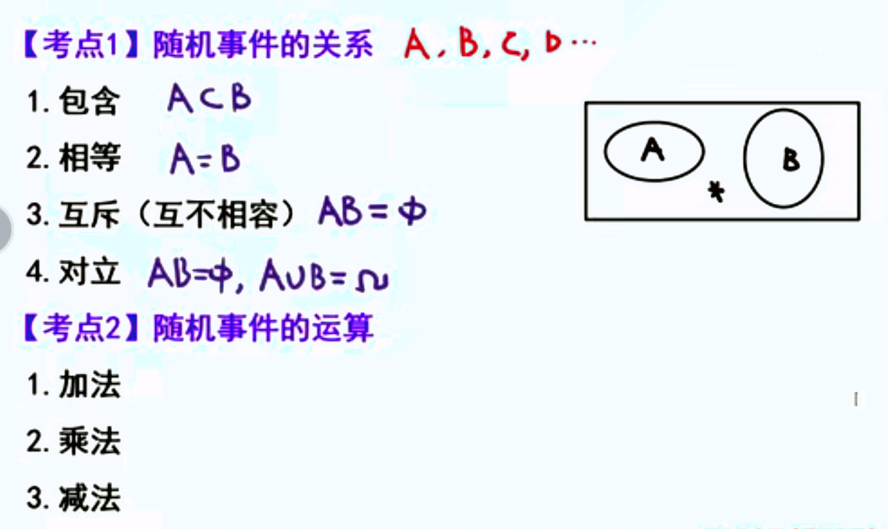 【考点1】随机事件的关系 A, B, C, D…
1. 包含 A⊂B
2. 相等 A=B
3. 互斥（互不相容） AB=Φ
4. 对立 AB=Φ, A∪B=Ω
A
B
*
【考点2】随机事件的运算
1. 加法
2. 乘法
3. 减法